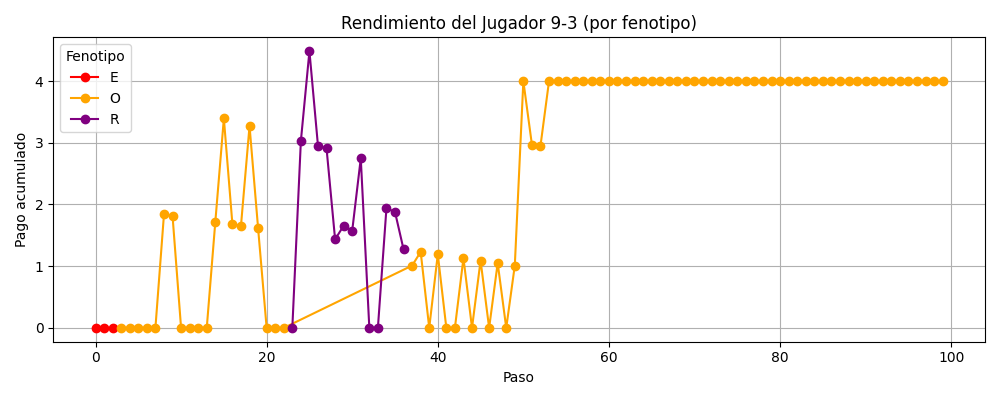 Rendimiento del Jugador 9-3 (por fenotipo)
Fenotipo
E
O
R
Pago acumulado
4
3
2
1
0
0 20 40 60 80 100
Paso